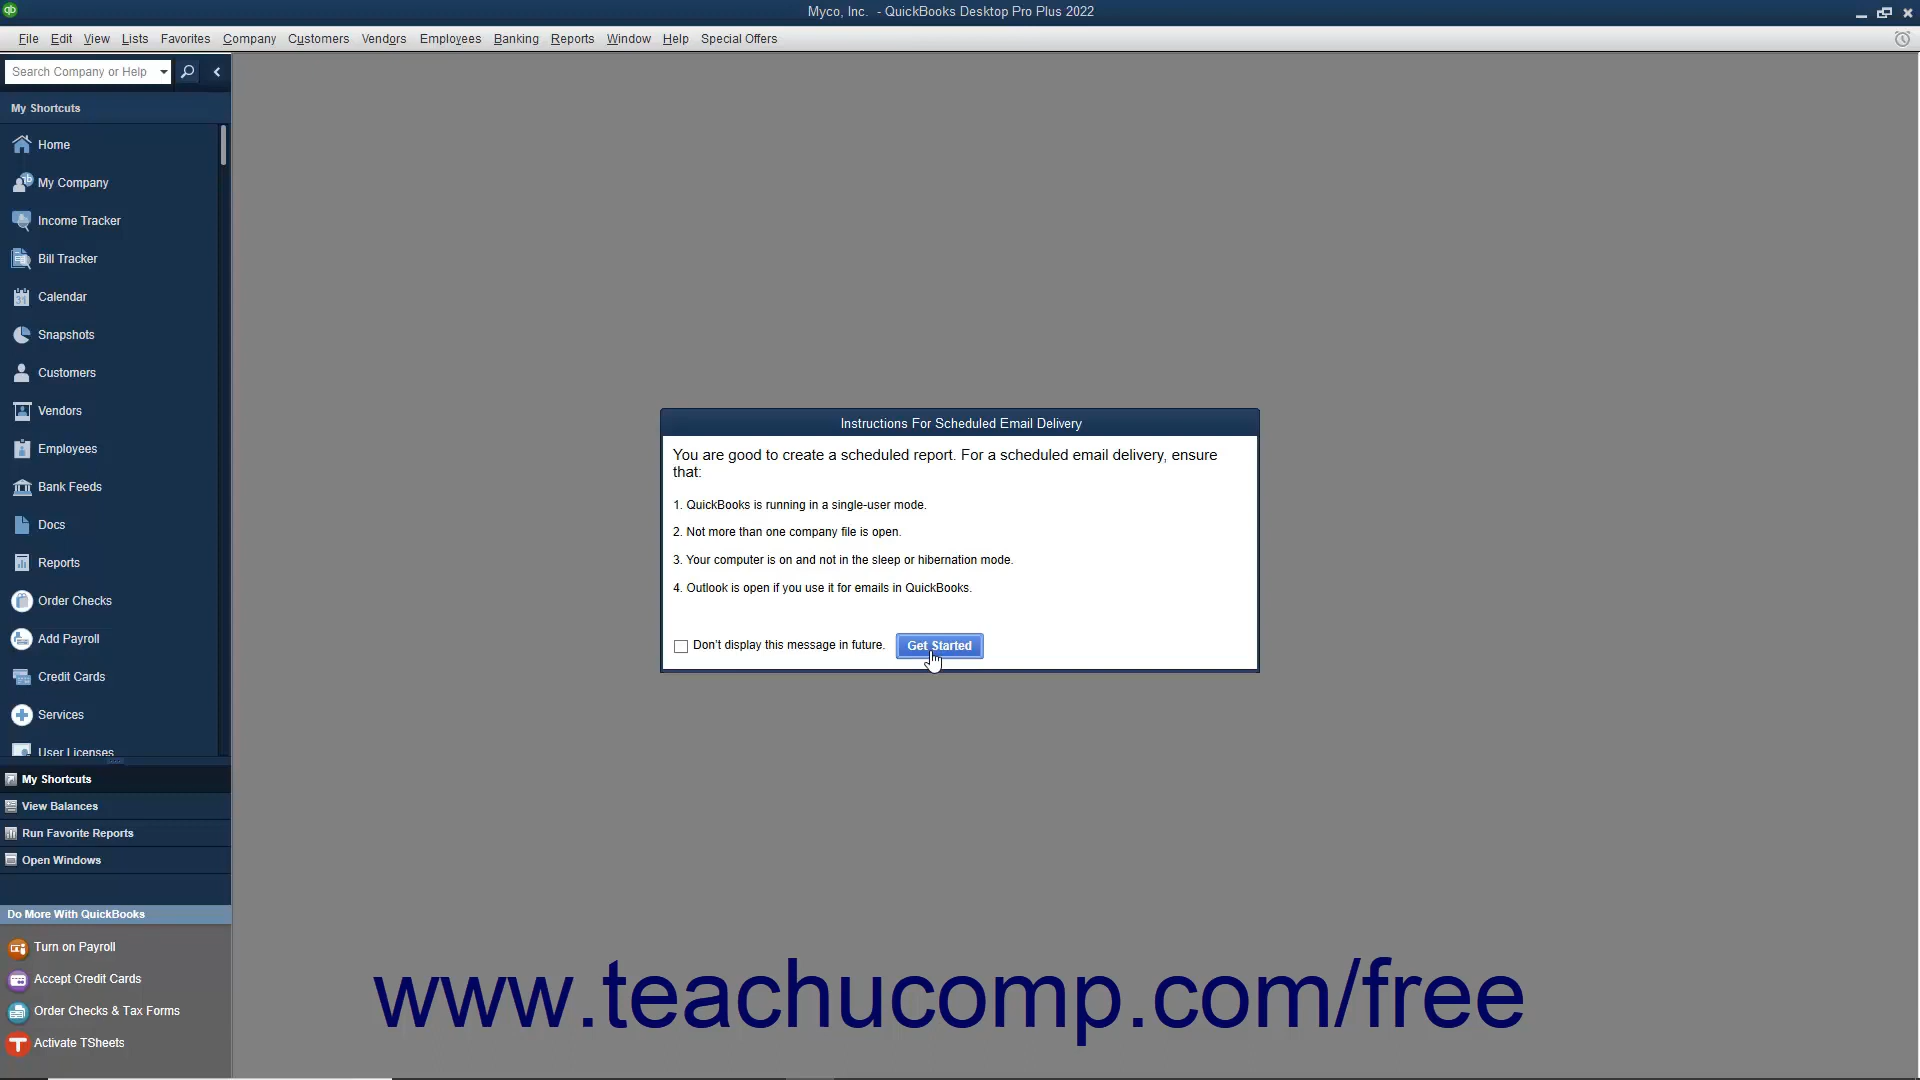 Myco, Inc. - QuickBooks Desktop Pro Plus 2022
File Edit View Lists Favorites Company Customers Vendors Employees Banking Reports Window Help Special Offers
Search Company or Help
My Shortcuts
Home
My Company
Income Tracker
Bill Tracker
Calendar
Snapshots
Customers
Vendors
Employees
Bank Feeds
Docs
Reports
Order Checks
Add Payroll
Credit Cards
Services
User Licenses
My Shortcuts
View Balances
Run Favorite Reports
Open Windows
Do More With QuickBooks
Turn on Payroll
Accept Credit Cards
Order Checks & Tax Forms
Activate TSheets
Instructions For Scheduled Email Delivery
You are good to create a scheduled report. For a scheduled email delivery, ensure
that:
1. QuickBooks is running in a single-user mode.
2. Not more than one company file is open.
3. Your computer is on and not in the sleep or hibernation mode.
4. Outlook is open if you use it for emails in QuickBooks.
Don't display this message in future.
Get Started
www.teachucomp.com/free